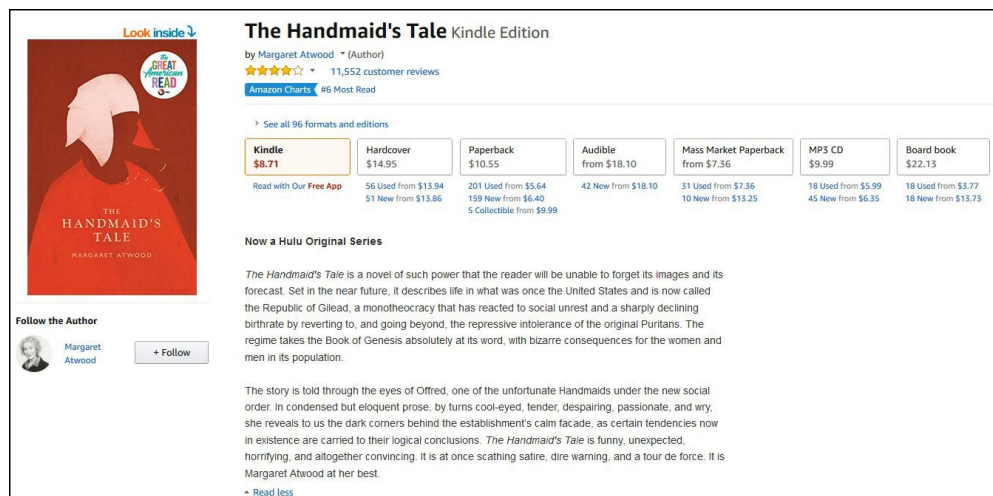 Look inside
The
GREAT
American
READ
PBS
THE
HANDMAID'S
TALE
MARGARET ATWOOD
Follow the Author
Margaret
Atwood
+ Follow
The Handmaid's Tale Kindle Edition
by Margaret Atwood (Author)
11,552 customer reviews
Amazon Charts #6 Most Read
See all 96 formats and editions
Kindle
$8.71
Read with Our Free App
Hardcover
$14.95
56 Used from $13.94
51 New from $13.86
Paperback
$10.55
201 Used from $5.64
159 New from $6.40
5 Collectible from $9.99
Audible
from $18.10
42 New from $18.10
Mass Market Paperback
from $7.36
31 Used from $7.36
10 New from $13.25
MP3 CD
$9.99
18 Used from $5.99
45 New from $6.35
Board book
$22.13
18 Used from $3.77
18 New from $13.73
Now a Hulu Original Series
The Handmaid's Tale is a novel of such power that the reader will be unable to forget its images and its
forecast. Set in the near future, it describes life in what was once the United States and is now called
the Republic of Gilead, a monotheocracy that has reacted to social unrest and a sharply declining
birthrate by reverting to, and going beyond, the repressive intolerance of the original Puritans. The
regime takes the Book of Genesis absolutely at its word, with bizarre consequences for the women and
men in its population.
The story is told through the eyes of Offred, one of the unfortunate Handmaids under the new social
order. In condensed but eloquent prose, by turns cool-eyed, tender, despairing, passionate, and wry,
she reveals to us the dark corners behind the establishment's calm facade, as certain tendencies now
in existence are carried to their logical conclusions. The Handmaid's Tale is funny, unexpected,
horrifying, and altogether convincing. It is at once scathing satire, dire warning, and a tour de force. It is
Margaret Atwood at her best.
Read less